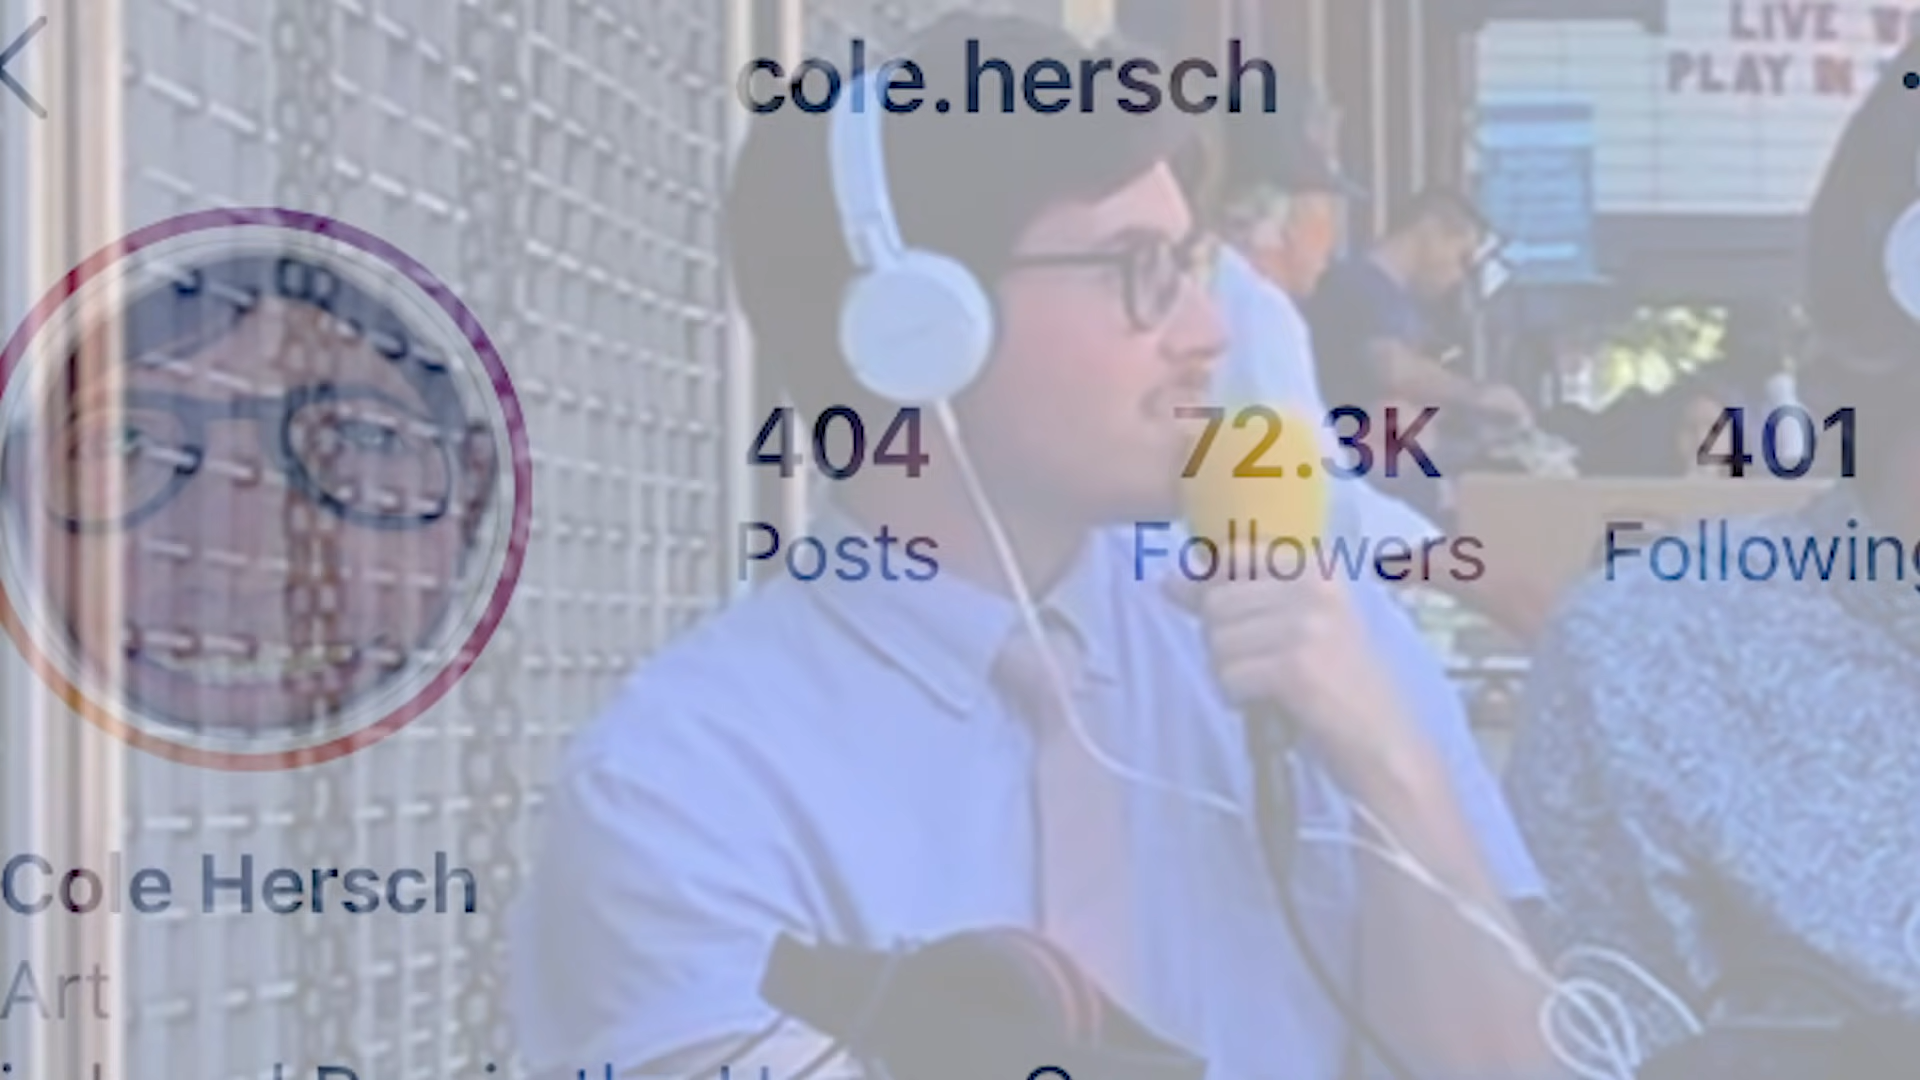 LIVE
cole.hersch
PLAY IN
404 72.3K 401
Posts Followers Following
Cole Hersch
Art